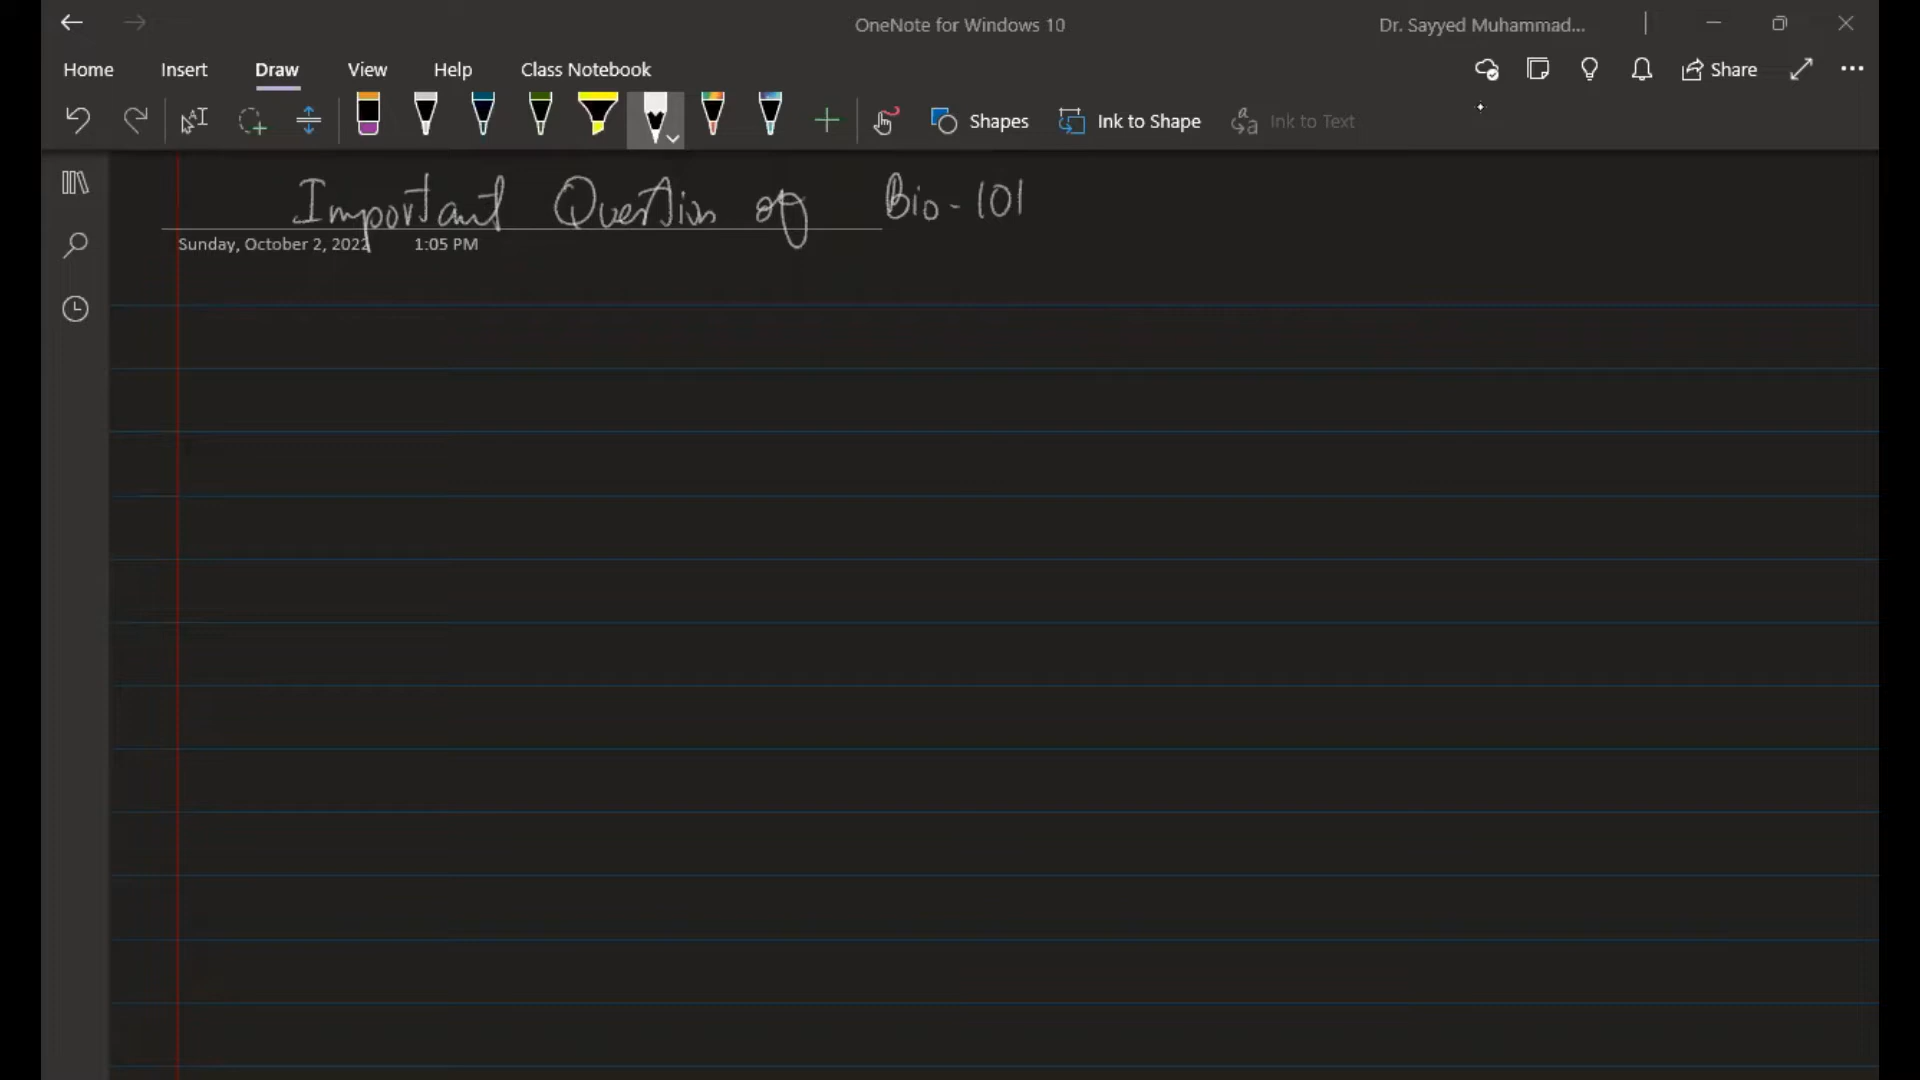 OneNote for Windows 10
Dr. Sayyed Muhammad...
Home Insert Draw View Help Class Notebook
Share
Shapes Ink to Shape Ink to Text
Important Question of Bio-101
Sunday, October 2, 2022 1:05 PM